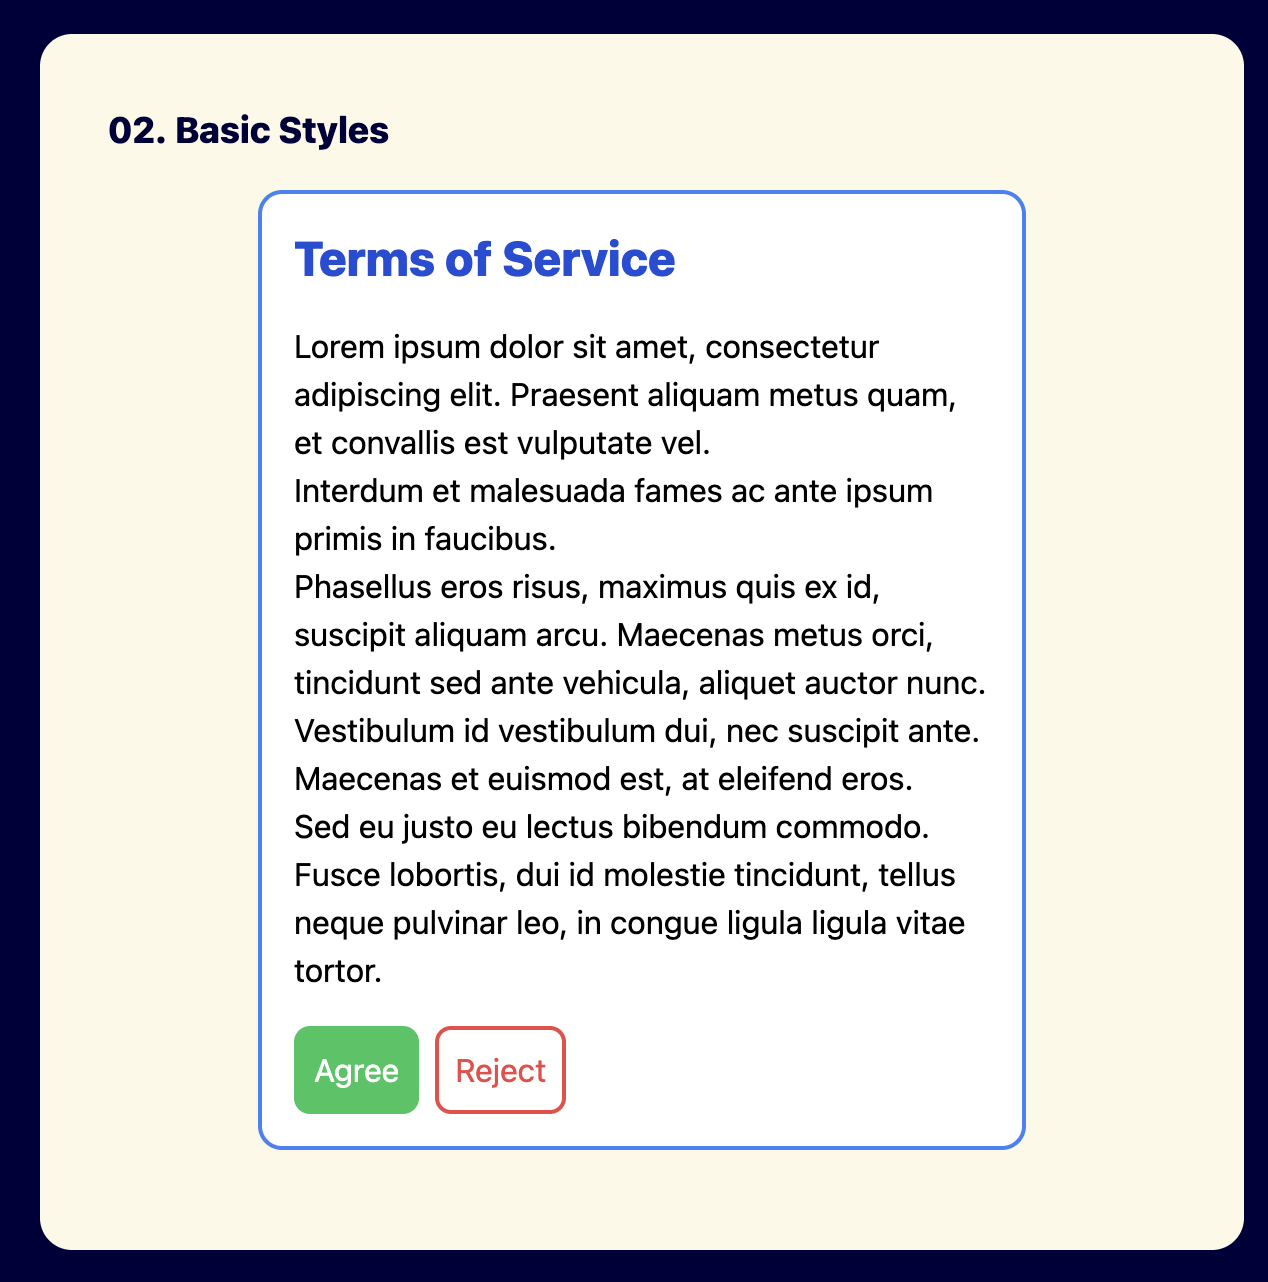 02. Basic Styles
Terms of Service
Lorem ipsum dolor sit amet, consectetur
adipiscing elit. Praesent aliquam metus quam,
et convallis est vulputate vel.
Interdum et malesuada fames ac ante ipsum
primis in faucibus.
Phasellus eros risus, maximus quis ex id,
suscipit aliquam arcu. Maecenas metus orci,
tincidunt sed ante vehicula, aliquet auctor nunc.
Vestibulum id vestibulum dui, nec suscipit ante.
Maecenas et euismod est, at eleifend eros.
Sed eu justo eu lectus bibendum commodo.
Fusce lobortis, dui id molestie tincidunt, tellus
neque pulvinar leo, in congue ligula ligula vitae
tortor.
Agree Reject